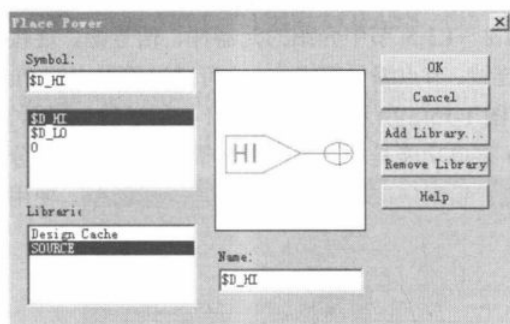 Place Power
Symbol:
$D_HI
$D_HI
$D_LO
0
Librarie
Design Cache
SOURCE
HI
Name:
$D_HI
OK
Cancel
Add Library...
Remove Library
Help